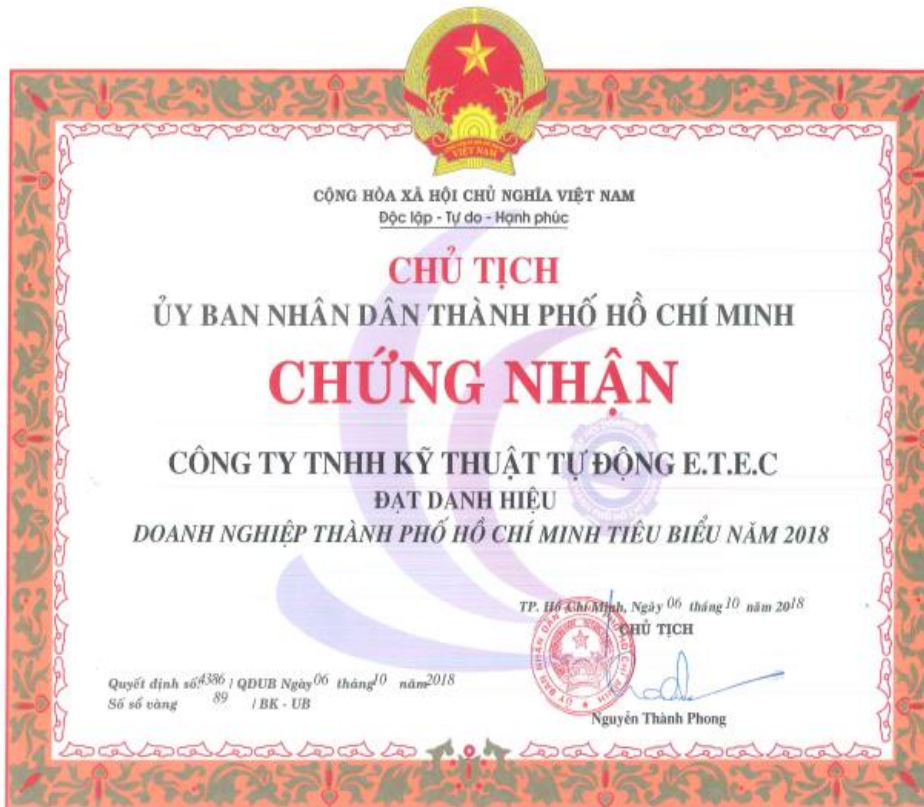 VIỆT NAM
CỘNG HÒA XÃ HỘI CHỦ NGHĨA VIỆT NAM
Độc lập - Tự do - Hạnh phúc
CHỦ TỊCH
ỦY BAN NHÂN DÂN THÀNH PHỐ HỒ CHÍ MINH
CHỨNG NHẬN
CÔNG TY TNHH KỸ THUẬT TỰ ĐỘNG E.T.E.C
ĐẠT DANH HIỆU
DOANH NGHIỆP THÀNH PHỐ HỒ CHÍ MINH TIÊU BIỂU NĂM 2018
TP. Hồ Chí Minh, Ngày 06 tháng 10 năm 2018
CHỦ TỊCH
Nguyễn Thành Phong
Quyết định số: 4386 / QĐUB Ngày 06 tháng 10 năm 2018
Số sổ vàng 89 / BK - UB